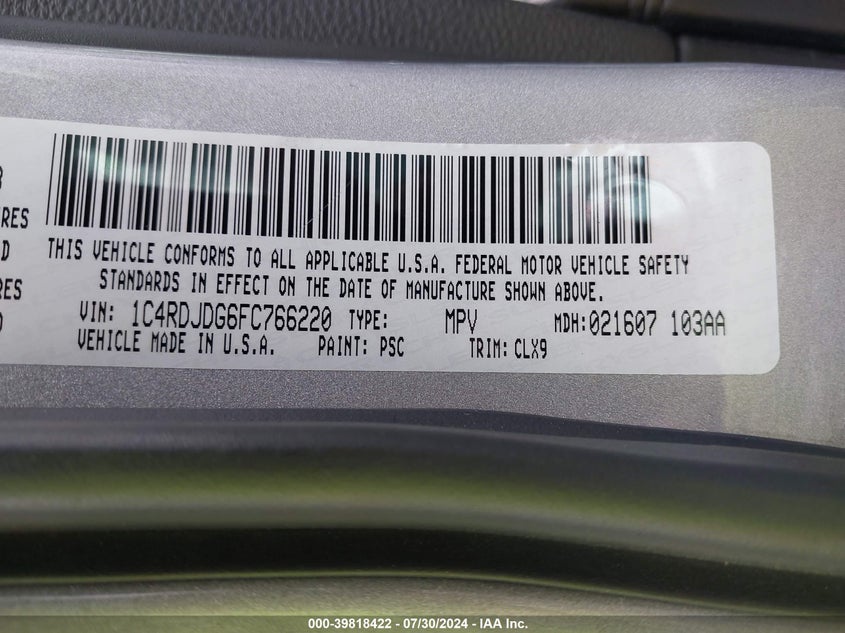 RES
D
RES
THIS VEHICLE CONFORMS TO ALL APPLICABLE U.S.A. FEDERAL MOTOR VEHICLE SAFETY
STANDARDS IN EFFECT ON THE DATE OF MANUFACTURE SHOWN ABOVE.
VIN: 1C4RDJDG6FC766220 TYPE: MPV MDH:021607 103AA
VEHICLE MADE IN U.S.A. PAINT: PSC TRIM: CLX9
000-39818422 - 07/30/2024 - IAA Inc.